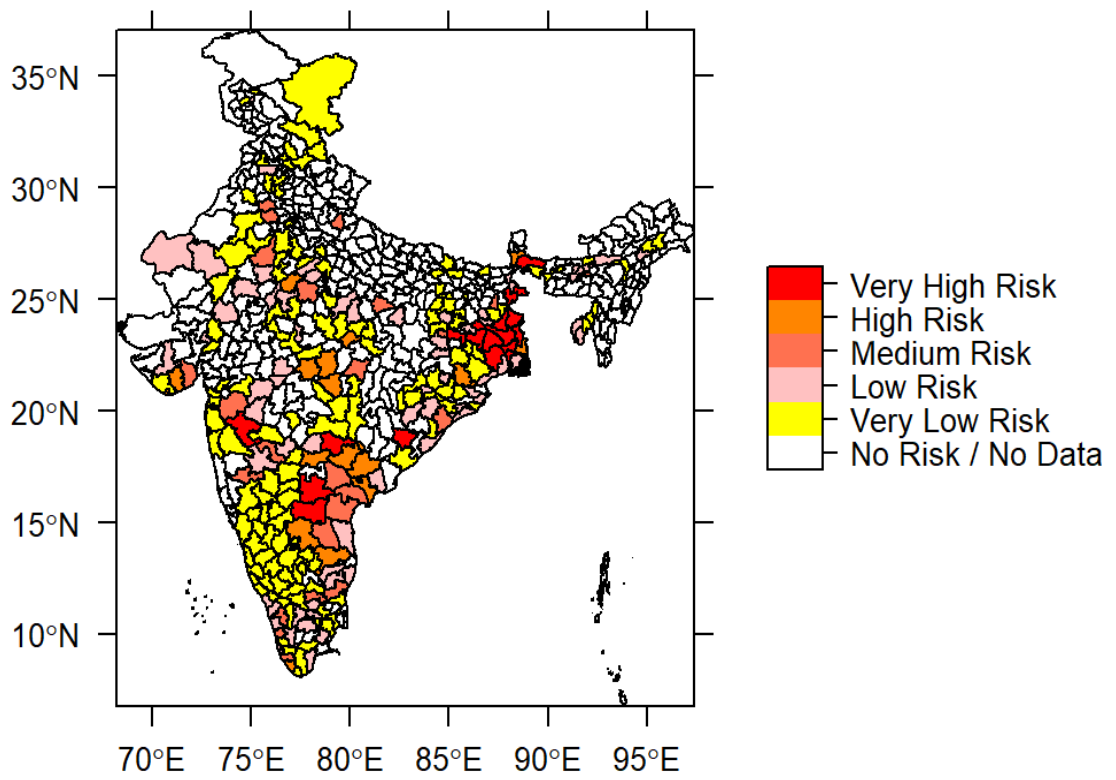 35°N
30°N
25°N
20°N
15°N
10°N
70°E 75°E 80°E 85°E 90°E 95°E
Very High Risk
High Risk
Medium Risk
Low Risk
Very Low Risk
No Risk / No Data